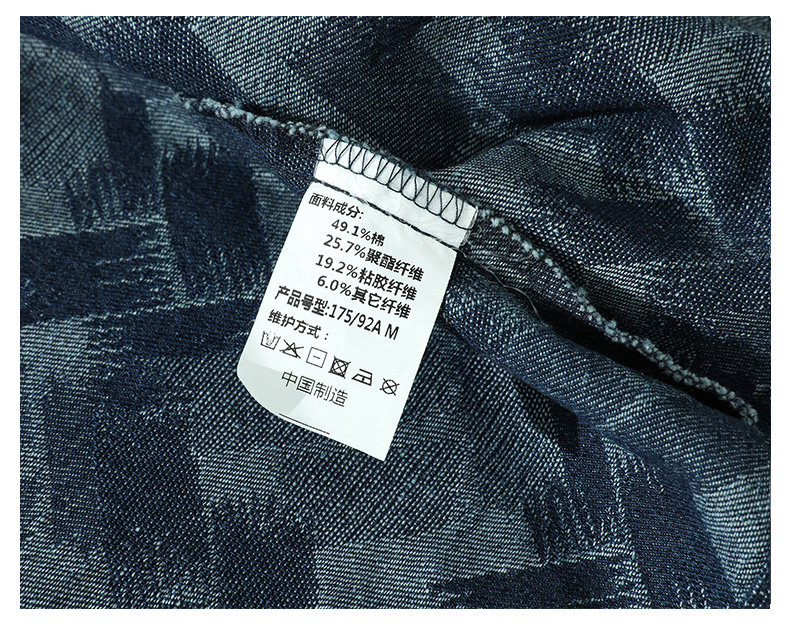 面料成分:
49.1%棉
25.7%聚酯纤维
19.2%粘胶纤维
6.0%其它纤维
产品号型:175/92A M
维护方式:
中国制造